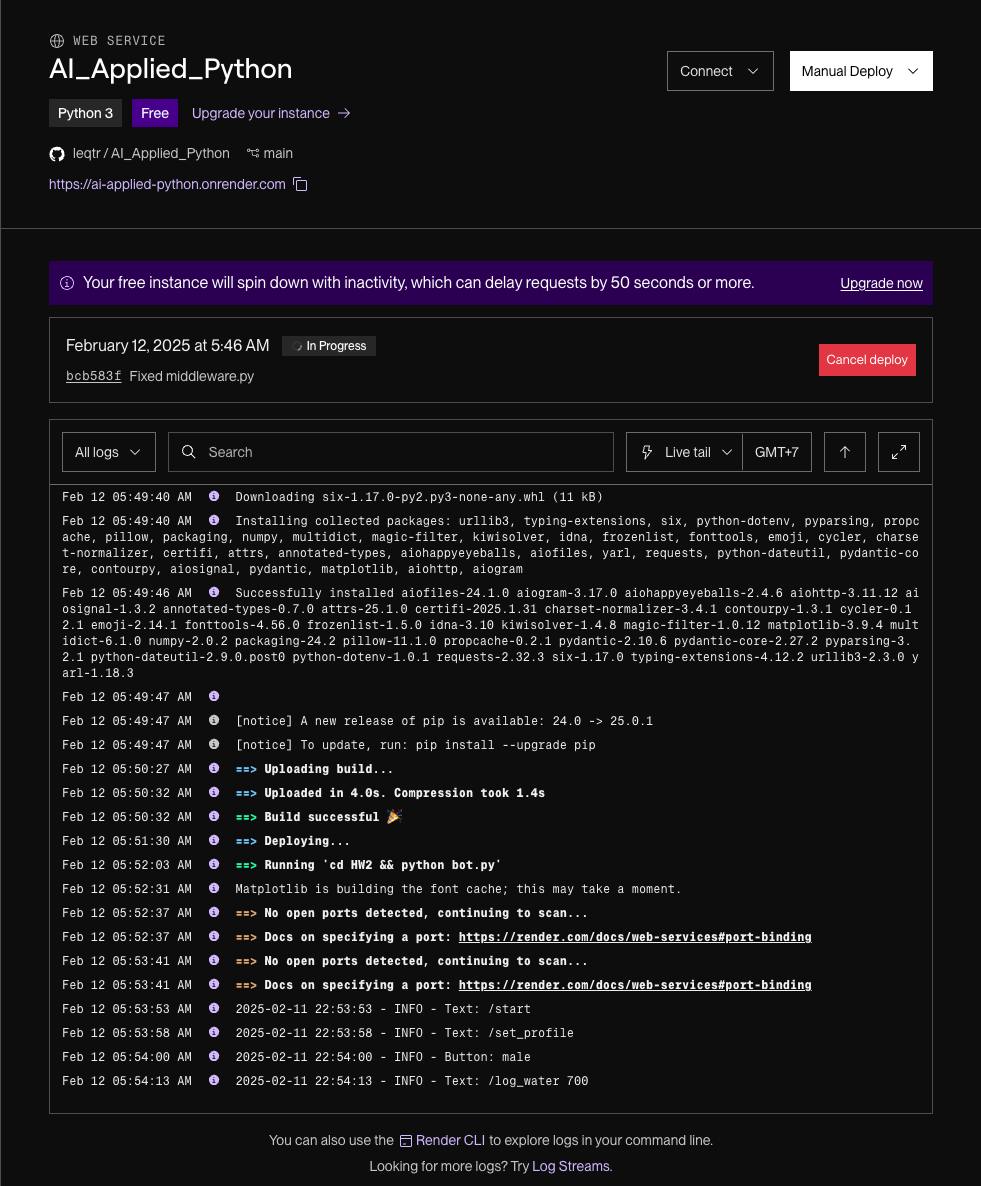 WEB SERVICE
AI_Applied_Python
Connect
Manual Deploy
Python 3
Free
Upgrade your instance →
leqtr / AI_Applied_Python
main
https://ai-applied-python.onrender.com
Your free instance will spin down with inactivity, which can delay requests by 50 seconds or more.
Upgrade now
February 12, 2025 at 5:46 AM
In Progress
Cancel deploy
bcb583f Fixed middleware.py
All logs
Search
Live tail
GMT+7
Feb 12 05:49:40 AM Downloading six-1.17.0-py2.py3-none-any.whl (11 kB)
Feb 12 05:49:40 AM Installing collected packages: urllib3, typing-extensions, six, python-dotenv, pyparsing, propc
ache, pillow, packaging, numpy, multidict, magic-filter, kiwisolver, idna, frozenlist, fonttools, emoji, cycler, charse
t-normalizer, certifi, attrs, annotated-types, aiohappyeyeballs, aiofiles, yarl, requests, python-dateutil, pydantic-co
re, contourpy, aiosignal, pydantic, matplotlib, aiohttp, aiogram
Feb 12 05:49:46 AM Successfully installed aiofiles-24.1.0 aiogram-3.17.0 aiohappyeyeballs-2.4.6 aiohttp-3.11.12 ai
osignal-1.3.2 annotated-types-0.7.0 attrs-25.1.0 certifi-2025.1.31 charset-normalizer-3.4.1 contourpy-1.3.1 cycler-0.1
2.1 emoji-2.14.1 fonttools-4.56.0 frozenlist-1.5.0 idna-3.10 kiwisolver-1.4.8 magic-filter-1.0.12 matplotlib-3.9.4 mult
idict-6.1.0 numpy-2.0.2 packaging-24.2 pillow-11.1.0 propcache-0.2.1 pydantic-2.10.6 pydantic-core-2.27.2 pyparsing-3.
2.1 python-dateutil-2.9.0.post0 python-dotenv-1.0.1 requests-2.32.3 six-1.17.0 typing-extensions-4.12.2 urllib3-2.3.0 y
arl-1.18.3
Feb 12 05:49:47 AM
Feb 12 05:49:47 AM [notice] A new release of pip is available: 24.0 -> 25.0.1
Feb 12 05:49:47 AM [notice] To update, run: pip install --upgrade pip
Feb 12 05:50:27 AM ==> Uploading build...
Feb 12 05:50:32 AM ==> Uploaded in 4.0s. Compression took 1.4s
Feb 12 05:50:32 AM ==> Build successful 🎉
Feb 12 05:51:30 AM ==> Deploying...
Feb 12 05:52:03 AM ==> Running 'cd HW2 && python bot.py'
Feb 12 05:52:31 AM Matplotlib is building the font cache; this may take a moment.
Feb 12 05:52:37 AM ==> No open ports detected, continuing to scan...
Feb 12 05:52:37 AM ==> Docs on specifying a port: https://render.com/docs/web-services#port-binding
Feb 12 05:53:41 AM ==> No open ports detected, continuing to scan...
Feb 12 05:53:41 AM ==> Docs on specifying a port: https://render.com/docs/web-services#port-binding
Feb 12 05:53:53 AM 2025-02-11 22:53:53 - INFO - Text: /start
Feb 12 05:53:58 AM 2025-02-11 22:53:58 - INFO - Text: /set_profile
Feb 12 05:54:00 AM 2025-02-11 22:54:00 - INFO - Button: male
Feb 12 05:54:13 AM 2025-02-11 22:54:13 - INFO - Text: /log_water 700
You can also use the Render CLI to explore logs in your command line.
Looking for more logs? Try Log Streams.